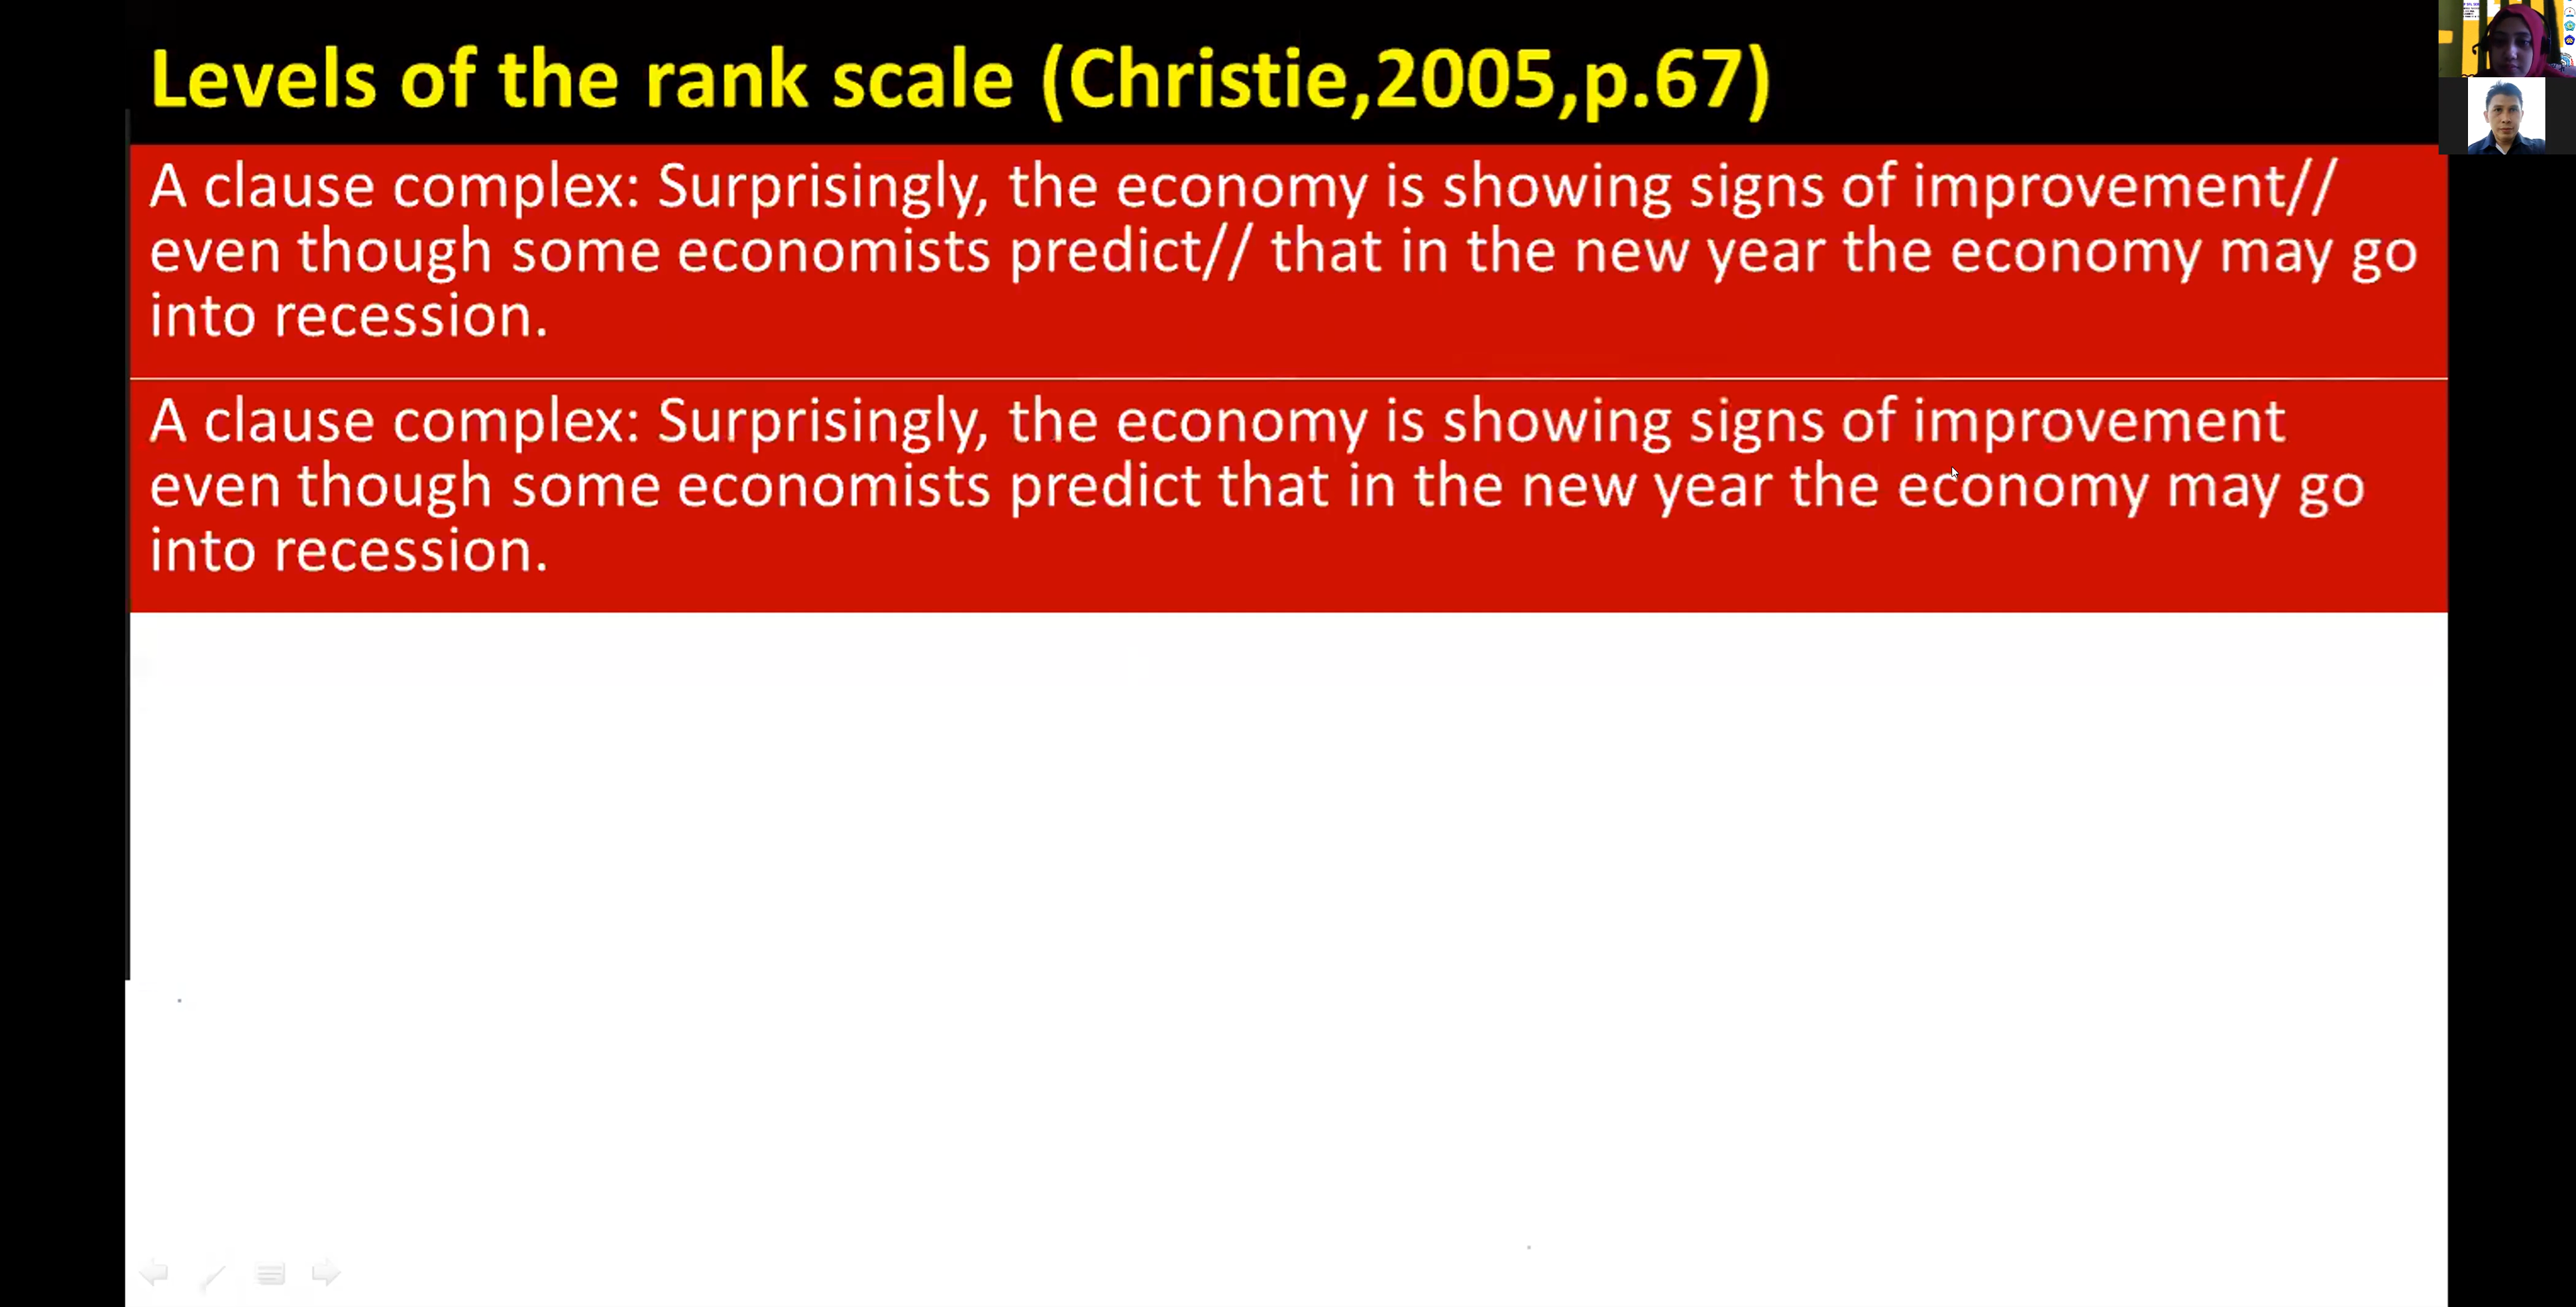 Levels of the rank scale (Christie,2005,p.67)
A clause complex: Surprisingly, the economy is showing signs of improvement//
even though some economists predict// that in the new year the economy may go
into recession.
A clause complex: Surprisingly, the economy is showing signs of improvement
even though some economists predict that in the new year the economy may go
into recession.